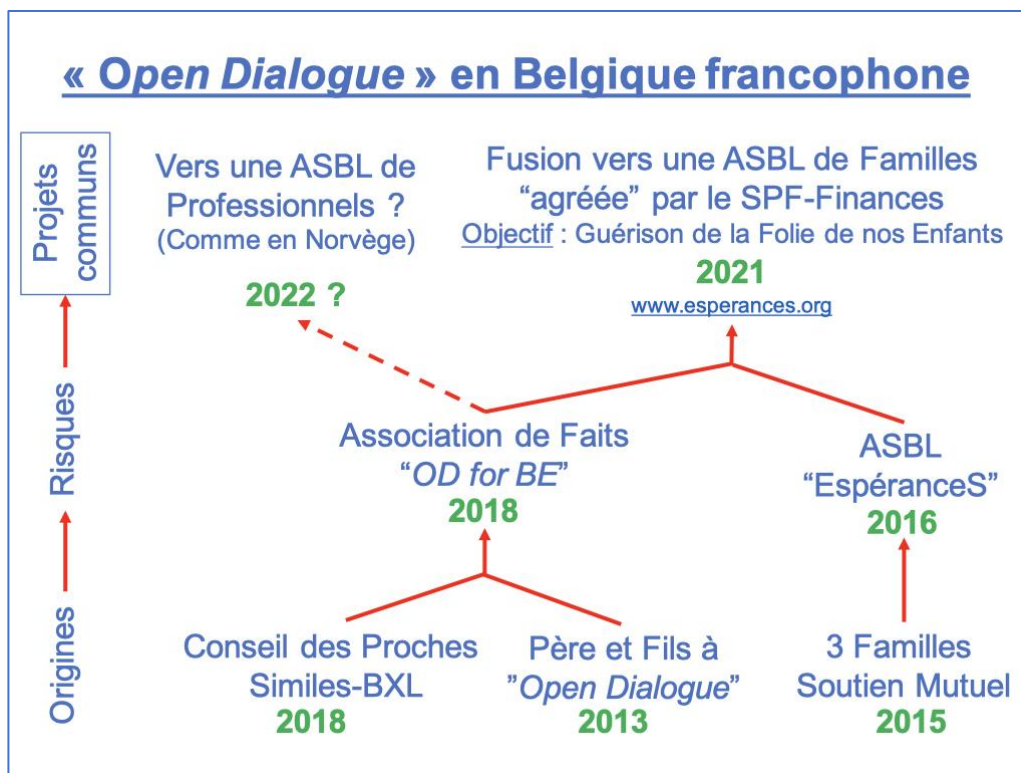 « Open Dialogue » en Belgique francophone
Projets
communs
Risques
Origines
Vers une ASBL de
Professionnels ?
(Comme en Norvège)
2022 ?
Fusion vers une ASBL de Familles
“agréée” par le SPF-Finances
Objectif : Guérison de la Folie de nos Enfants
2021
www.esperances.org
Association de Faits
“OD for BE”
2018
ASBL
“EspéranceS”
2016
Conseil des Proches
Similes-BXL
2018
Père et Fils à
”Open Dialogue”
2013
3 Familles
Soutien Mutuel
2015